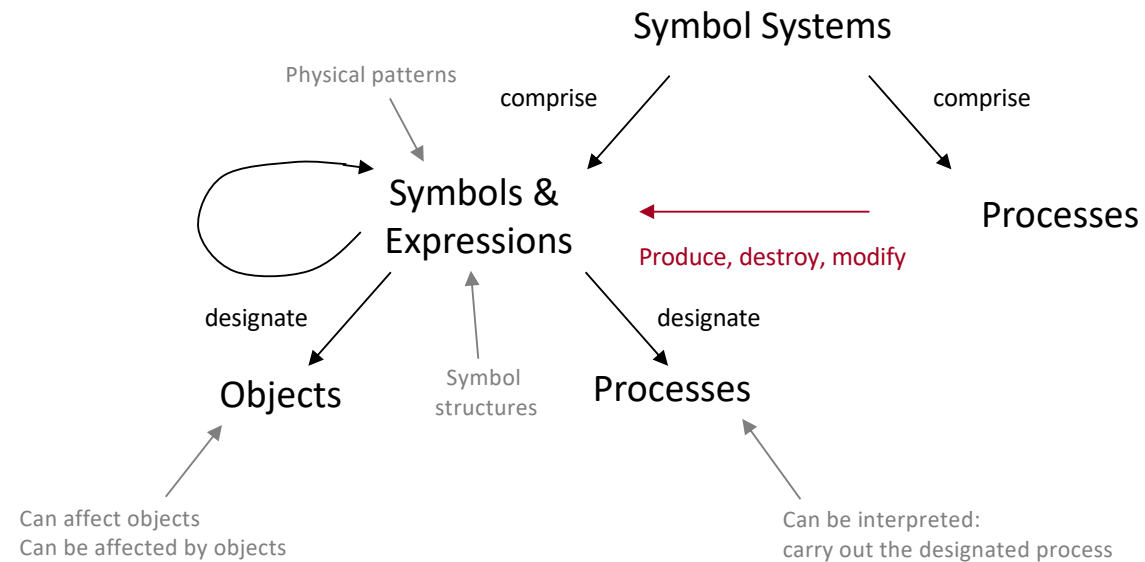 Symbol Systems
Physical patterns
comprise
comprise
Symbols &
Expressions
Processes
Produce, destroy, modify
designate
designate
Objects
Symbol
structures
Processes
Can affect objects
Can be affected by objects
Can be interpreted:
carry out the designated process